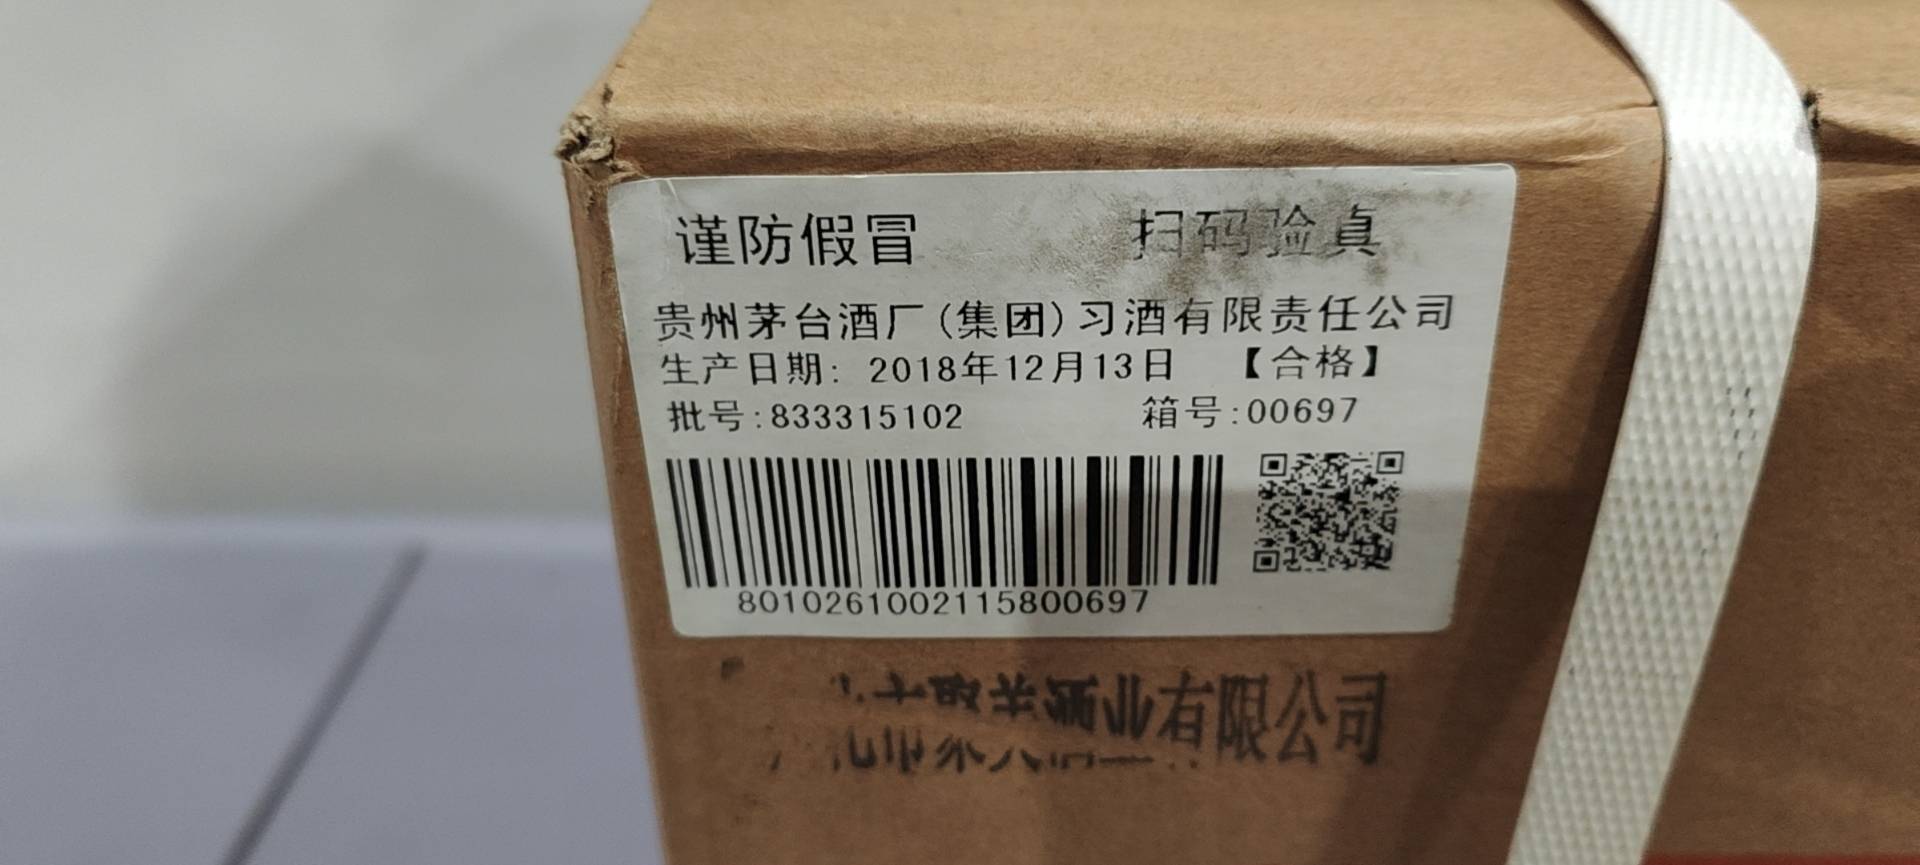 谨防假冒 扫码验真
贵州茅台酒厂(集团)习酒有限责任公司
生产日期: 2018年12月13日 【合格】
批号:833315102 箱号:00697
8010261002115800697
酒业有限公司